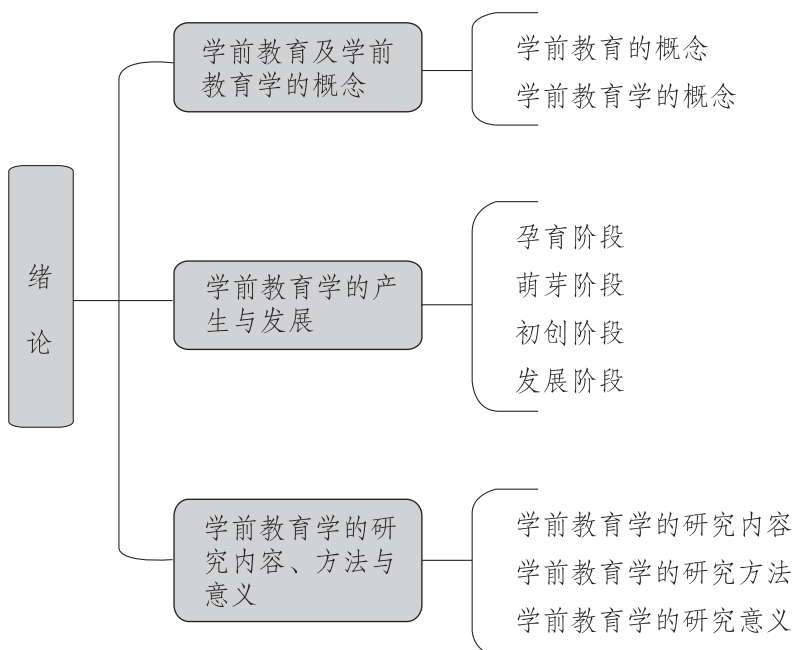 绪论
学前教育及学前
教育学的概念
学前教育的概念
学前教育学的概念
学前教育学的产
生与发展
孕育阶段
萌芽阶段
初创阶段
发展阶段
学前教育学的研
究内容、方法与
意义
学前教育学的研究内容
学前教育学的研究方法
学前教育学的研究意义